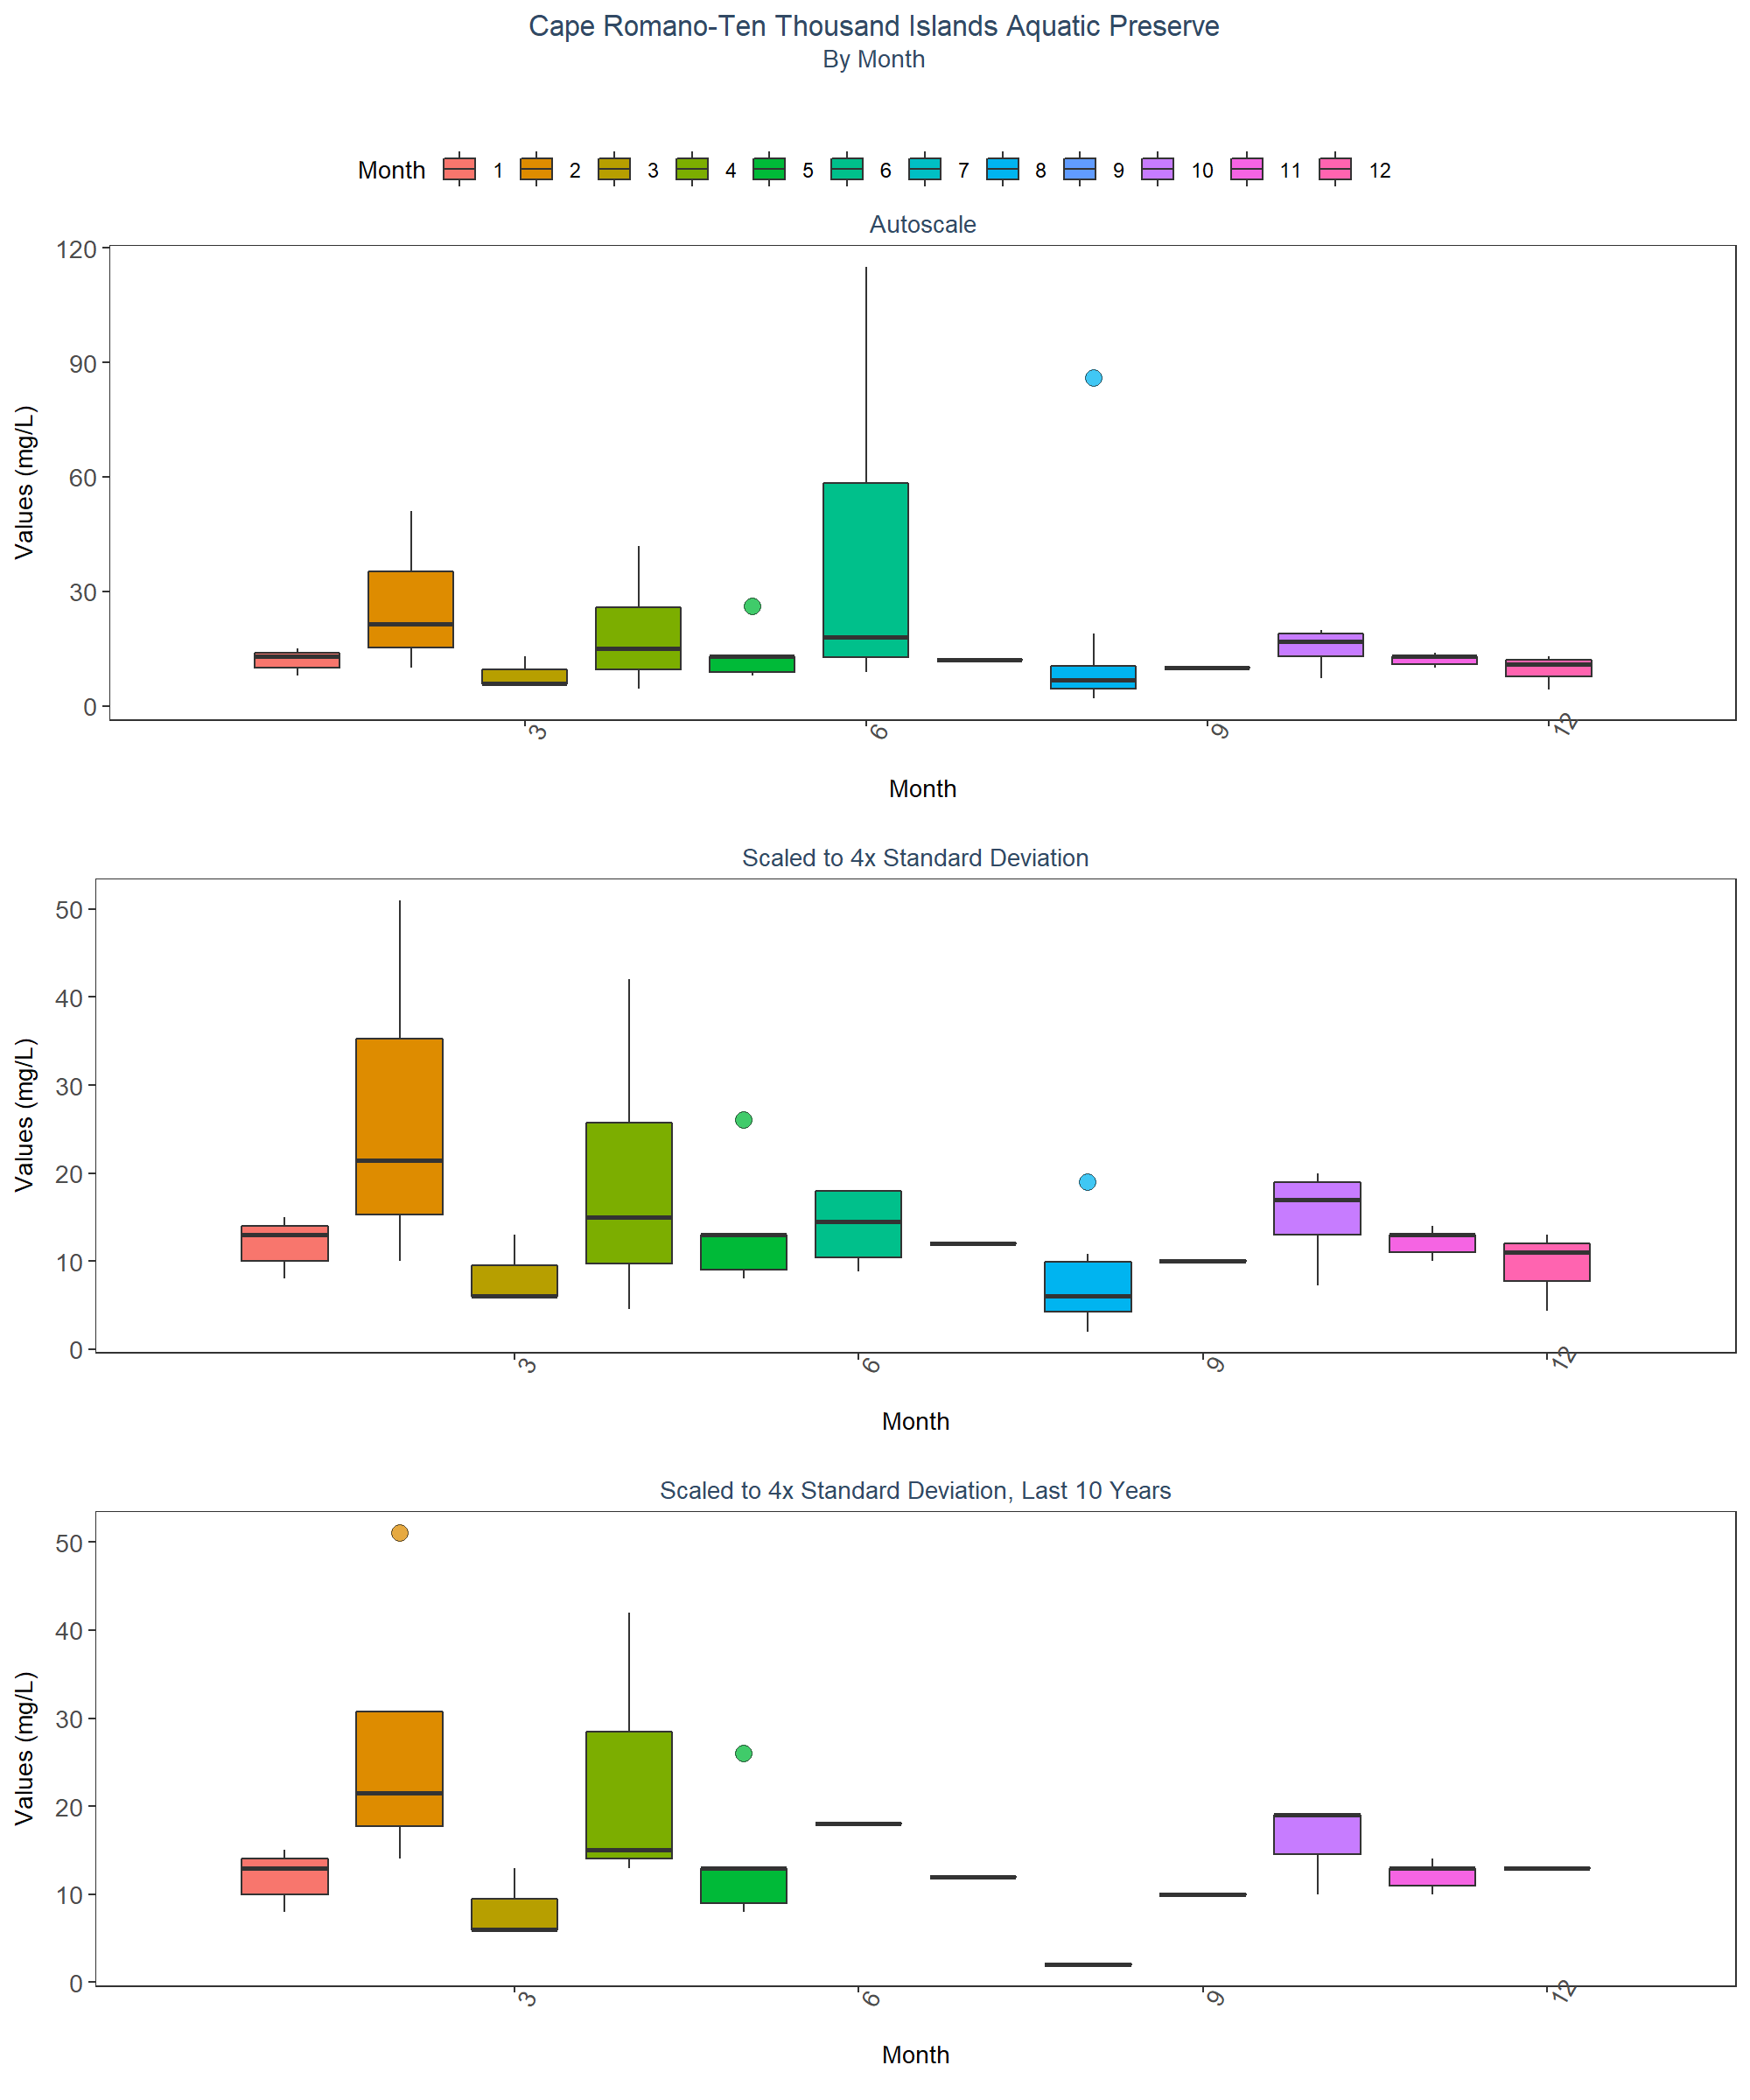 Cape Romano-Ten Thousand Islands Aquatic Preserve
By Month
Month 1 2 3 4 5 6 7 8 9 10 11 12
Autoscale
120
90
60
30
0
Values (mg/L)
3 6 9 12
Month
Scaled to 4x Standard Deviation
50
40
30
20
10
0
Values (mg/L)
3 6 9 12
Month
Scaled to 4x Standard Deviation, Last 10 Years
50
40
30
20
10
0
Values (mg/L)
3 6 9 12
Month